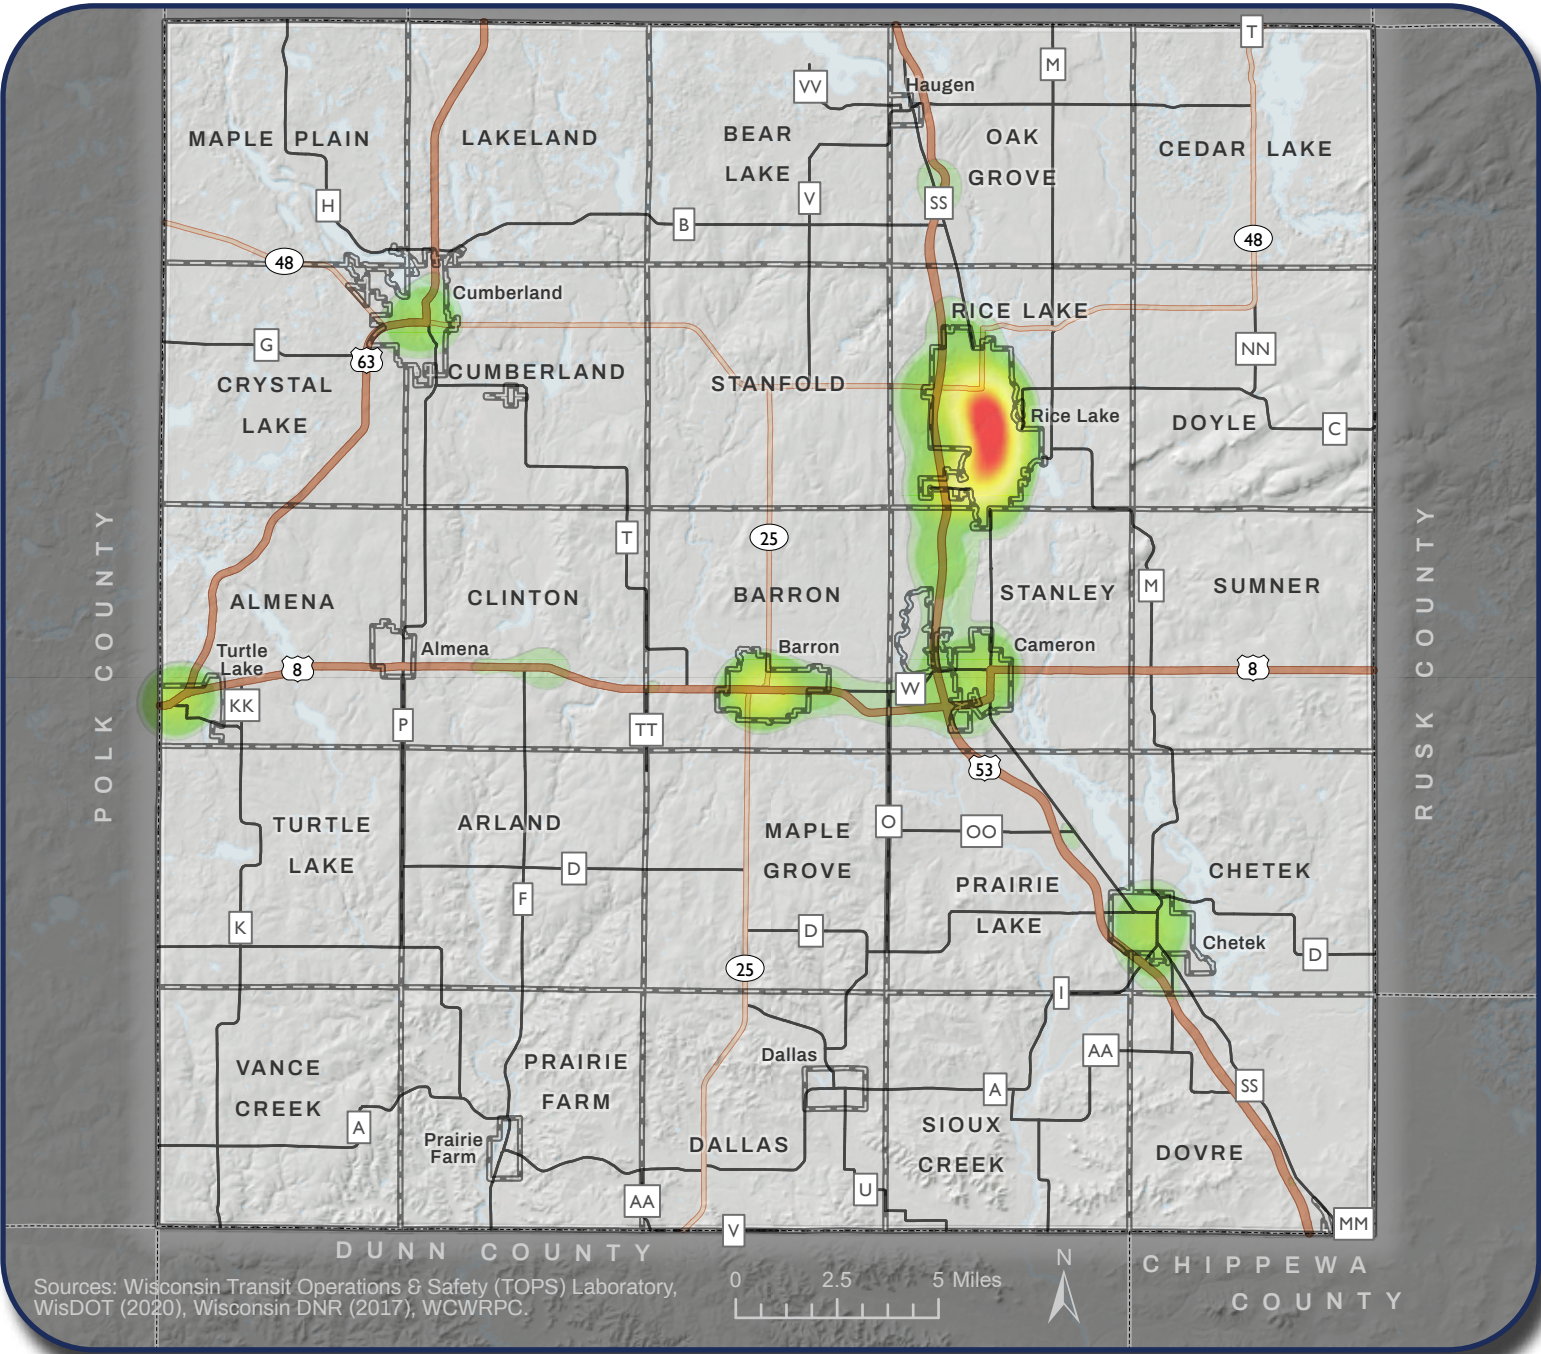 T
M
VV
Haugen
MAPLE PLAIN
LAKELAND
BEAR
LAKE
OAK
GROVE
CEDAR LAKE
H
V
SS
B
48
48
Cumberland
RICE LAKE
G
63
NN
CRYSTAL
LAKE
CUMBERLAND
STANFOLD
Rice Lake
DOYLE
C
POLK COUNTY
RUSK COUNTY
T
25
M
ALMENA
CLINTON
BARRON
STANLEY
SUMNER
Turtle
Lake
8
Almena
Barron
Cameron
8
KK
W
P
TT
53
TURTLE
LAKE
ARLAND
MAPLE
GROVE
O
OO
D
F
PRAIRIE
LAKE
CHETEK
K
D
Chetek
D
25
I
VANCE
CREEK
PRAIRIE
FARM
Dallas
AA
A
SS
A
Prairie
Farm
DALLAS
SIOUX
CREEK
DOVRE
AA
U
V
MM
DUNN COUNTY
CHIPPEWA
COUNTY
Sources: Wisconsin Transit Operations & Safety (TOPS) Laboratory,
WisDOT (2020), Wisconsin DNR (2017), WCWRPC.
0 2.5 5 Miles
N